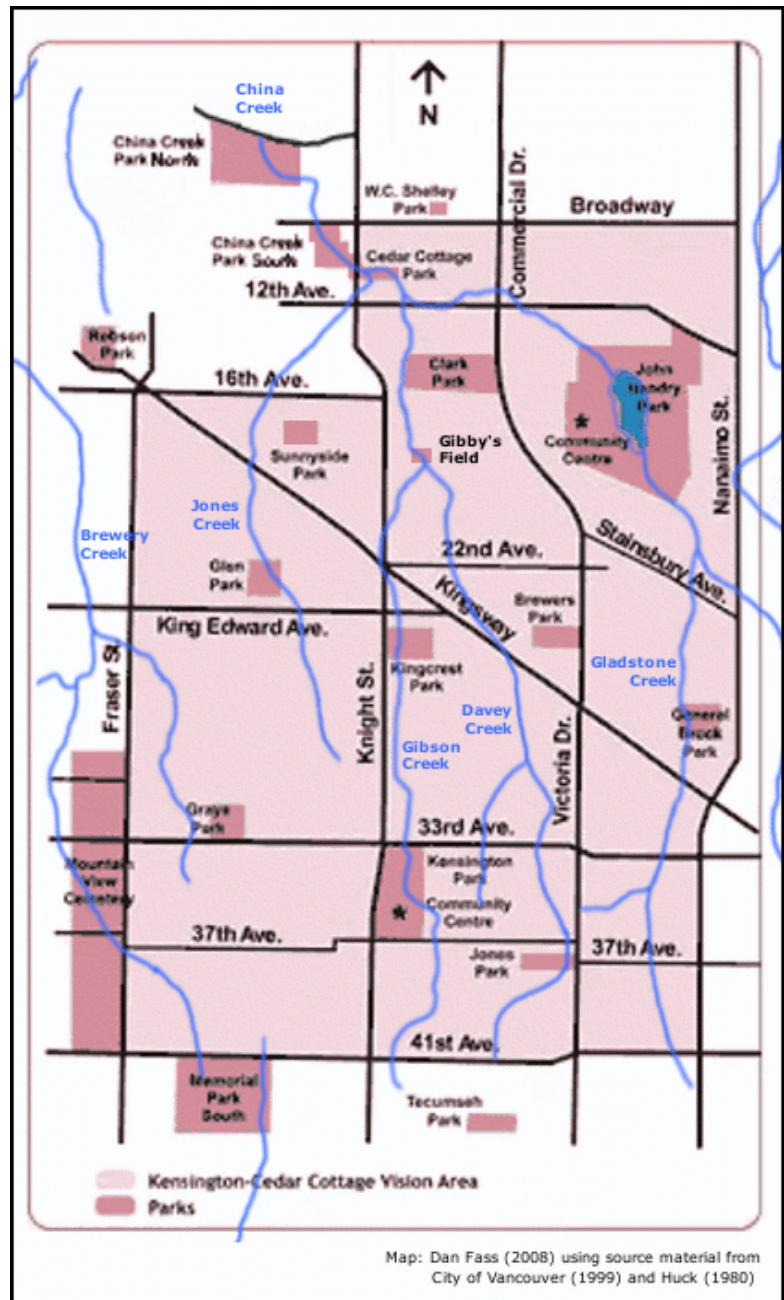 China
Creek
N
China Creek
Park North
W.C. Shelley
Park
Commercial Dr.
Broadway
China Creek
Park South
Cedar Cottage
Park
12th Ave.
Robson
Park
Clark
Park
John
Hendry
Park
16th Ave.
Nanaimo St.
Gibby's
Field
Community
Centre
Sunnyside
Park
Jones
Creek
Brewery
Creek
22nd Ave.
Stainsbury Ave.
Glen
Park
Kingsway
Brewers
Park
King Edward Ave.
Fraser St
Knight St.
Kingcrest
Park
Gladstone
Creek
Davey
Creek
General
Brock
Park
Gibson
Creek
Victoria Dr.
Grays
Park
33rd Ave.
Mountain
View
Cemetery
Kensington
Park
Community
Centre
37th Ave.
37th Ave.
Jones
Park
41st Ave.
Memorial
Park
South
Tecumseh
Park
Kensington-Cedar Cottage Vision Area
Parks
Map: Dan Fass (2008) using source material from
City of Vancouver (1999) and Huck (1980)